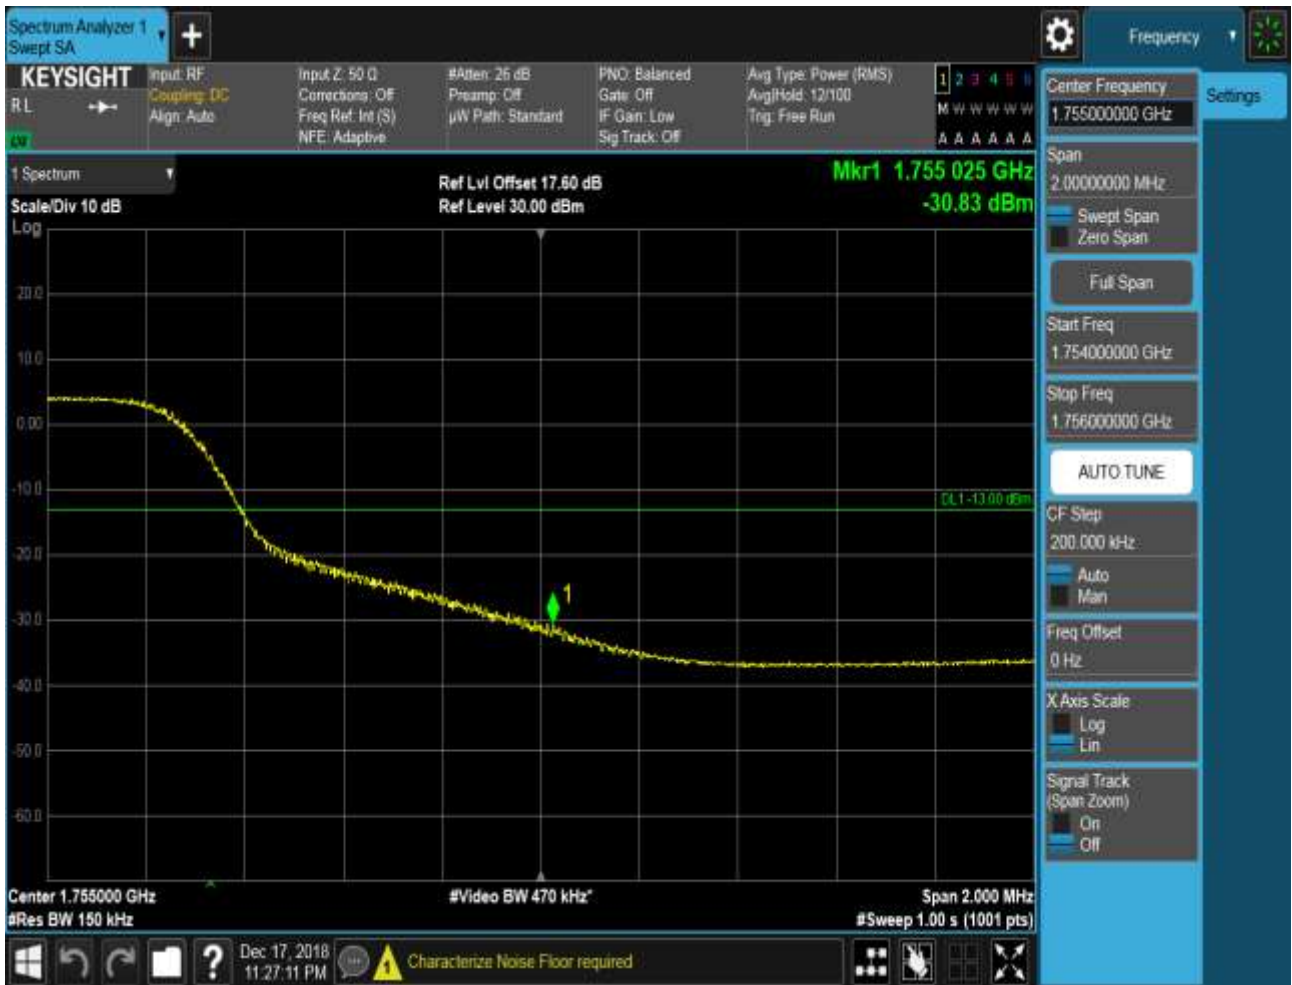 Spectrum Analyzer 1
Swept SA
Frequency
KEYSIGHT
RL
Input: RF
Coupling: DC
Align: Auto
Input Z: 50 Ω
Corrections: Off
Freq Ref: Int (S)
NFE: Adaptive
#Atten: 26 dB
Preamp: Off
µW Path: Standard
PNO: Balanced
Gate: Off
IF Gain: Low
Sig Track: Off
Avg Type: Power (RMS)
Avg|Hold: 12/100
Trig: Free Run
1 2 3 4 5 6
M W W W W W
A A A A A A
1 Spectrum
Scale/Div 10 dB
Log
Ref Lvl Offset 17.60 dB
Ref Level 30.00 dBm
Mkr1 1.755 025 GHz
-30.83 dBm
20.0
10.0
0.00
-10.0
-20.0
-30.0
-40.0
-50.0
-60.0
DL1 -13.00 dBm
1
Center 1.755000 GHz
#Res BW 150 kHz
#Video BW 470 kHz*
Span 2.000 MHz
#Sweep 1.00 s (1001 pts)
Center Frequency
1.755000000 GHz
Settings
Span
2.00000000 MHz
Swept Span
Zero Span
Full Span
Start Freq
1.754000000 GHz
Stop Freq
1.756000000 GHz
AUTO TUNE
CF Step
200.000 kHz
Auto
Man
Freq Offset
0 Hz
X Axis Scale
Log
Lin
Signal Track
(Span Zoom)
On
Off
Dec 17, 2018
11:27:11 PM
Characterize Noise Floor required